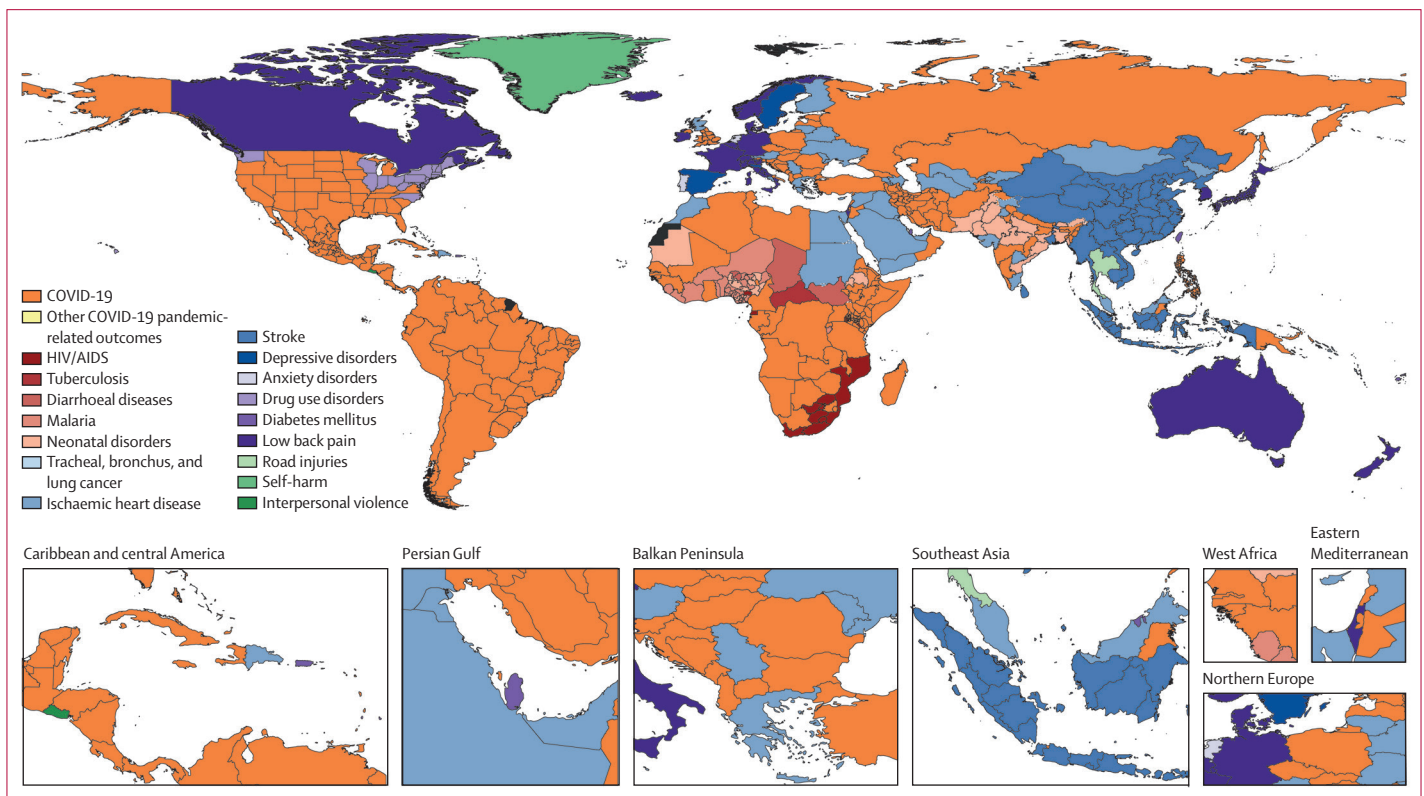 COVID-19
Other COVID-19 pandemic-
related outcomes
HIV/AIDS
Tuberculosis
Diarrhoeal diseases
Malaria
Neonatal disorders
Tracheal, bronchus, and
lung cancer
Ischaemic heart disease
Stroke
Depressive disorders
Anxiety disorders
Drug use disorders
Diabetes mellitus
Low back pain
Road injuries
Self-harm
Interpersonal violence
Caribbean and central America
Persian Gulf
Balkan Peninsula
Southeast Asia
West Africa
Eastern
Mediterranean
Northern Europe